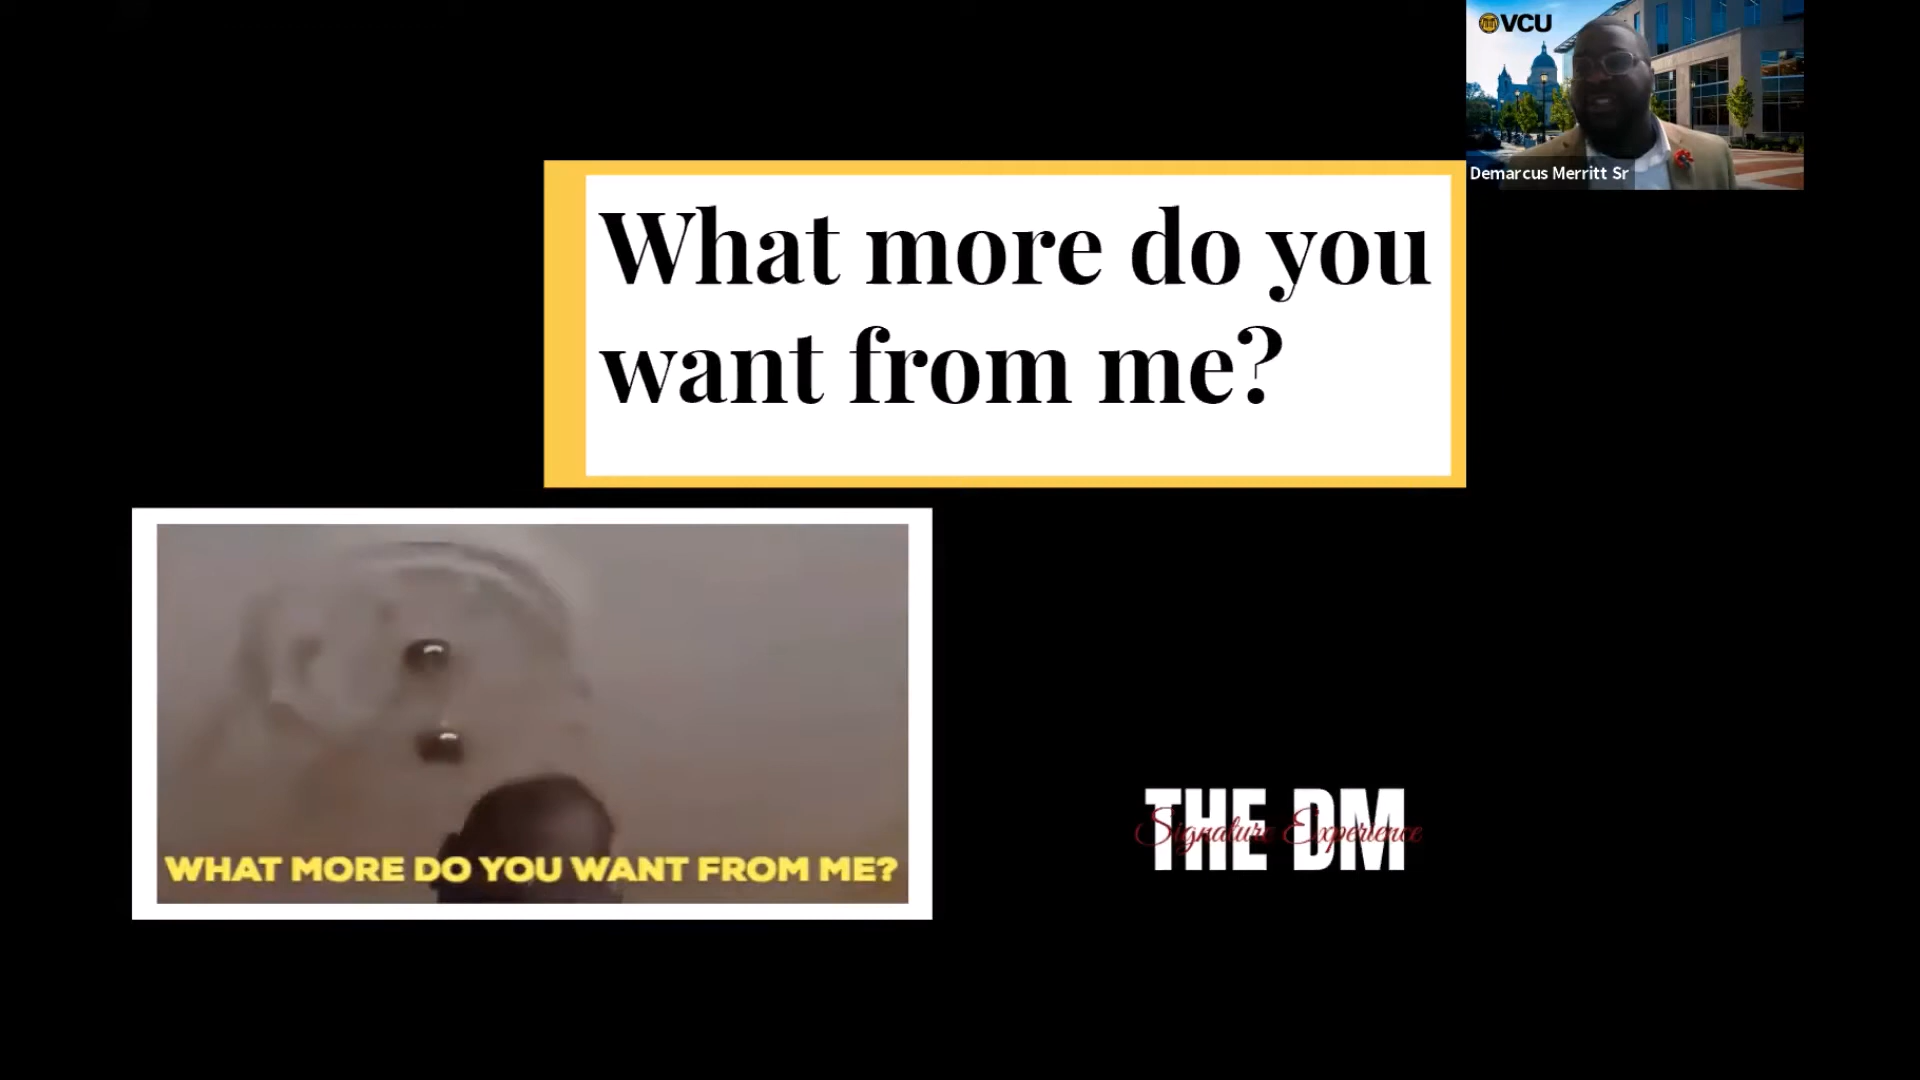 VCU
Demarcus Merritt Sr
What more do you
want from me?
WHAT MORE DO YOU WANT FROM ME?
THE DM
Signature Experience